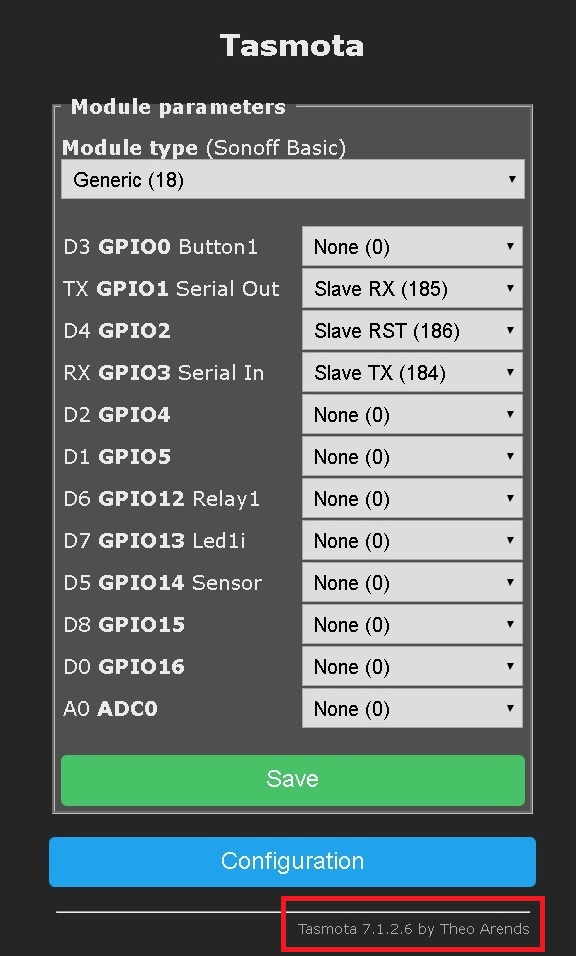 Tasmota
Module parameters
Module type (Sonoff Basic)
Generic (18)
D3 GPIO0 Button1 None (0)
TX GPIO1 Serial Out Slave RX (185)
D4 GPIO2 Slave RST (186)
RX GPIO3 Serial In Slave TX (184)
D2 GPIO4 None (0)
D1 GPIO5 None (0)
D6 GPIO12 Relay1 None (0)
D7 GPIO13 Led1i None (0)
D5 GPIO14 Sensor None (0)
D8 GPIO15 None (0)
D0 GPIO16 None (0)
A0 ADC0 None (0)
Save
Configuration
Tasmota 7.1.2.6 by Theo Arends